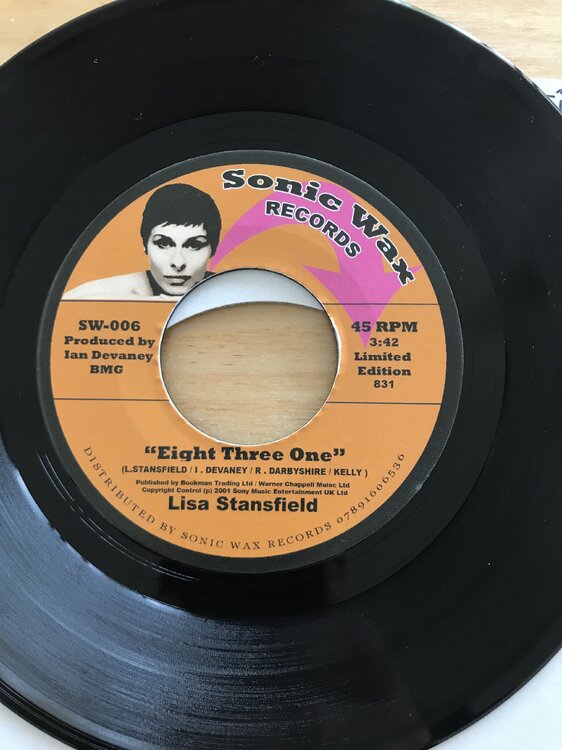 Sonic Wax
RECORDS
SW-006
Produced by
Ian Devaney
BMG
45 RPM
3:42
Limited
Edition
831
“Eight Three One”
(L.STANSFIELD / I . DEVANEY / R . DARBYSHIRE / KELLY )
Published by Bookman Trading Ltd / Warner Chappell Muisc Ltd
Copyright Control (p) 2001 Sony Music Entertainment UK Ltd
Lisa Stansfield
DISTRIBUTED BY SONIC WAX RECORDS 07891606536